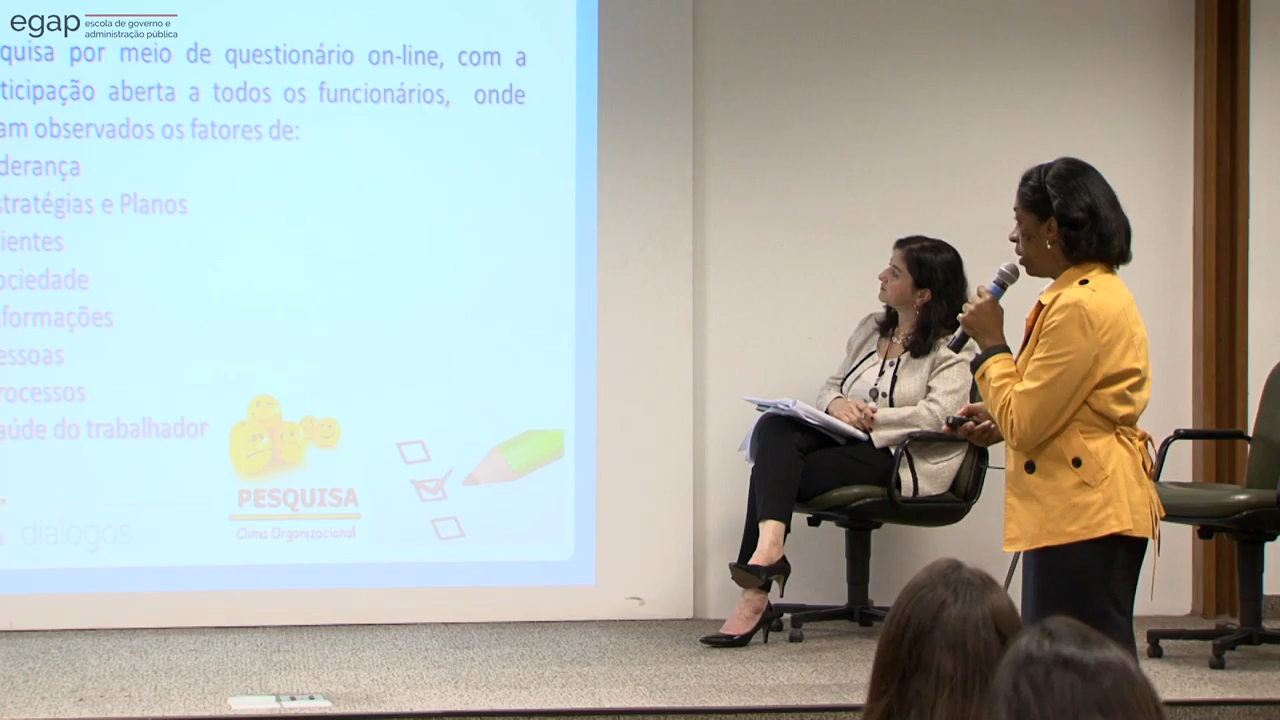 egap escola de governo e
administração pública
quisa por meio de questionário on-line, com a
ticipação aberta a todos os funcionários, onde
am observados os fatores de:
derança
stratégias e Planos
ientes
ociedade
nformações
essoas
rocessos
aúde do trabalhador
PESQUISA
Clima Organizacional
diálogos